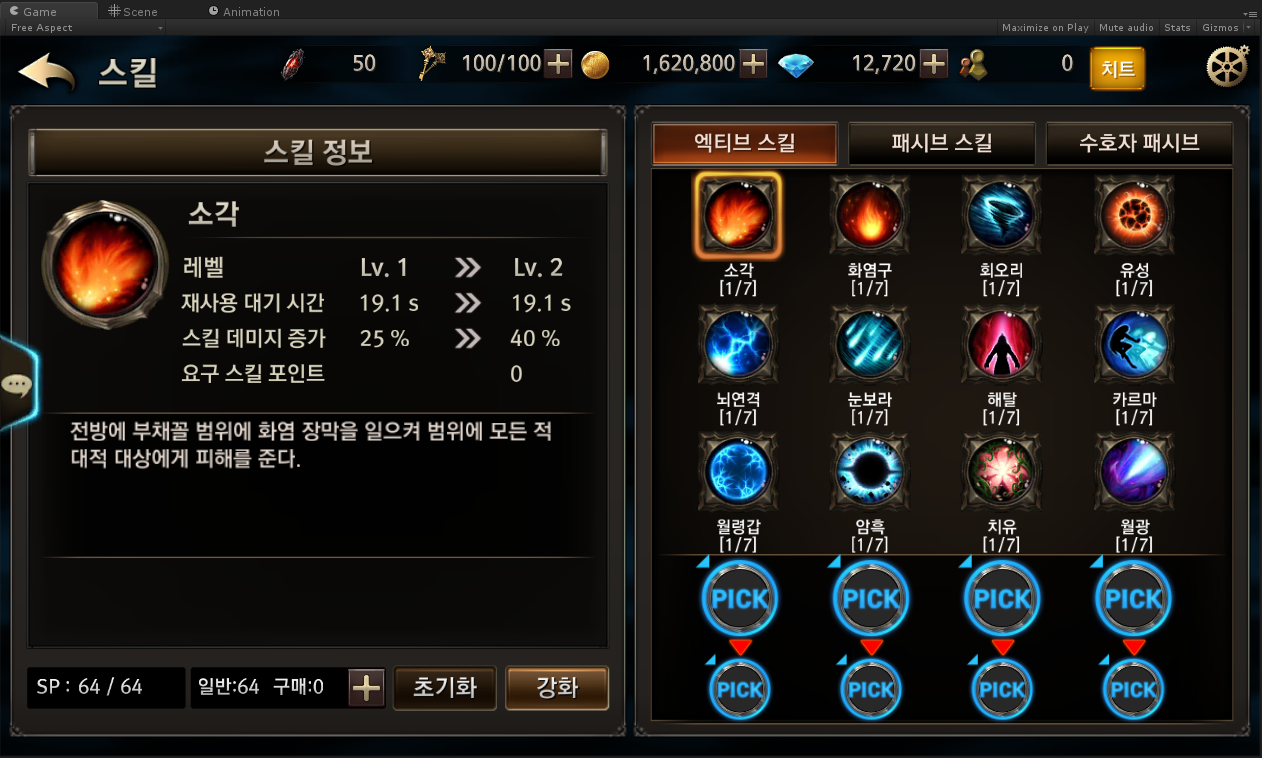 Game Scene Animation
Free Aspect Maximize on Play Mute audio Stats Gizmos
스킬 50 100/100 1,620,800 12,720 0 치트
스킬 정보
소각
레벨 Lv. 1 Lv. 2
재사용 대기 시간 19.1 s 19.1 s
스킬 데미지 증가 25 % 40 %
요구 스킬 포인트 0
전방에 부채꼴 범위에 화염 장막을 일으켜 범위에 모든 적
대적 대상에게 피해를 준다.
SP : 64 / 64 일반:64 구매:0 초기화 강화
엑티브 스킬 패시브 스킬 수호자 패시브
소각 화염구 회오리 유성
[1/7] [1/7] [1/7] [1/7]
뇌연격 눈보라 해탈 카르마
[1/7] [1/7] [1/7] [1/7]
월령갑 암흑 치유 월광
[1/7] [1/7] [1/7] [1/7]
PICK PICK PICK PICK
PICK PICK PICK PICK